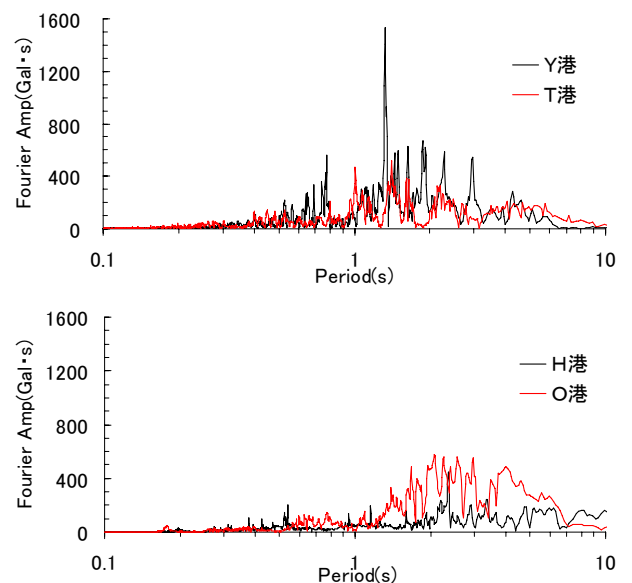 1600
1200
800
400
0
Fourier Amp(Gal・s)
Y港
T港
0.1
1
10
Period(s)
1600
1200
800
400
0
Fourier Amp(Gal・s)
H港
O港
0.1
1
10
Period(s)